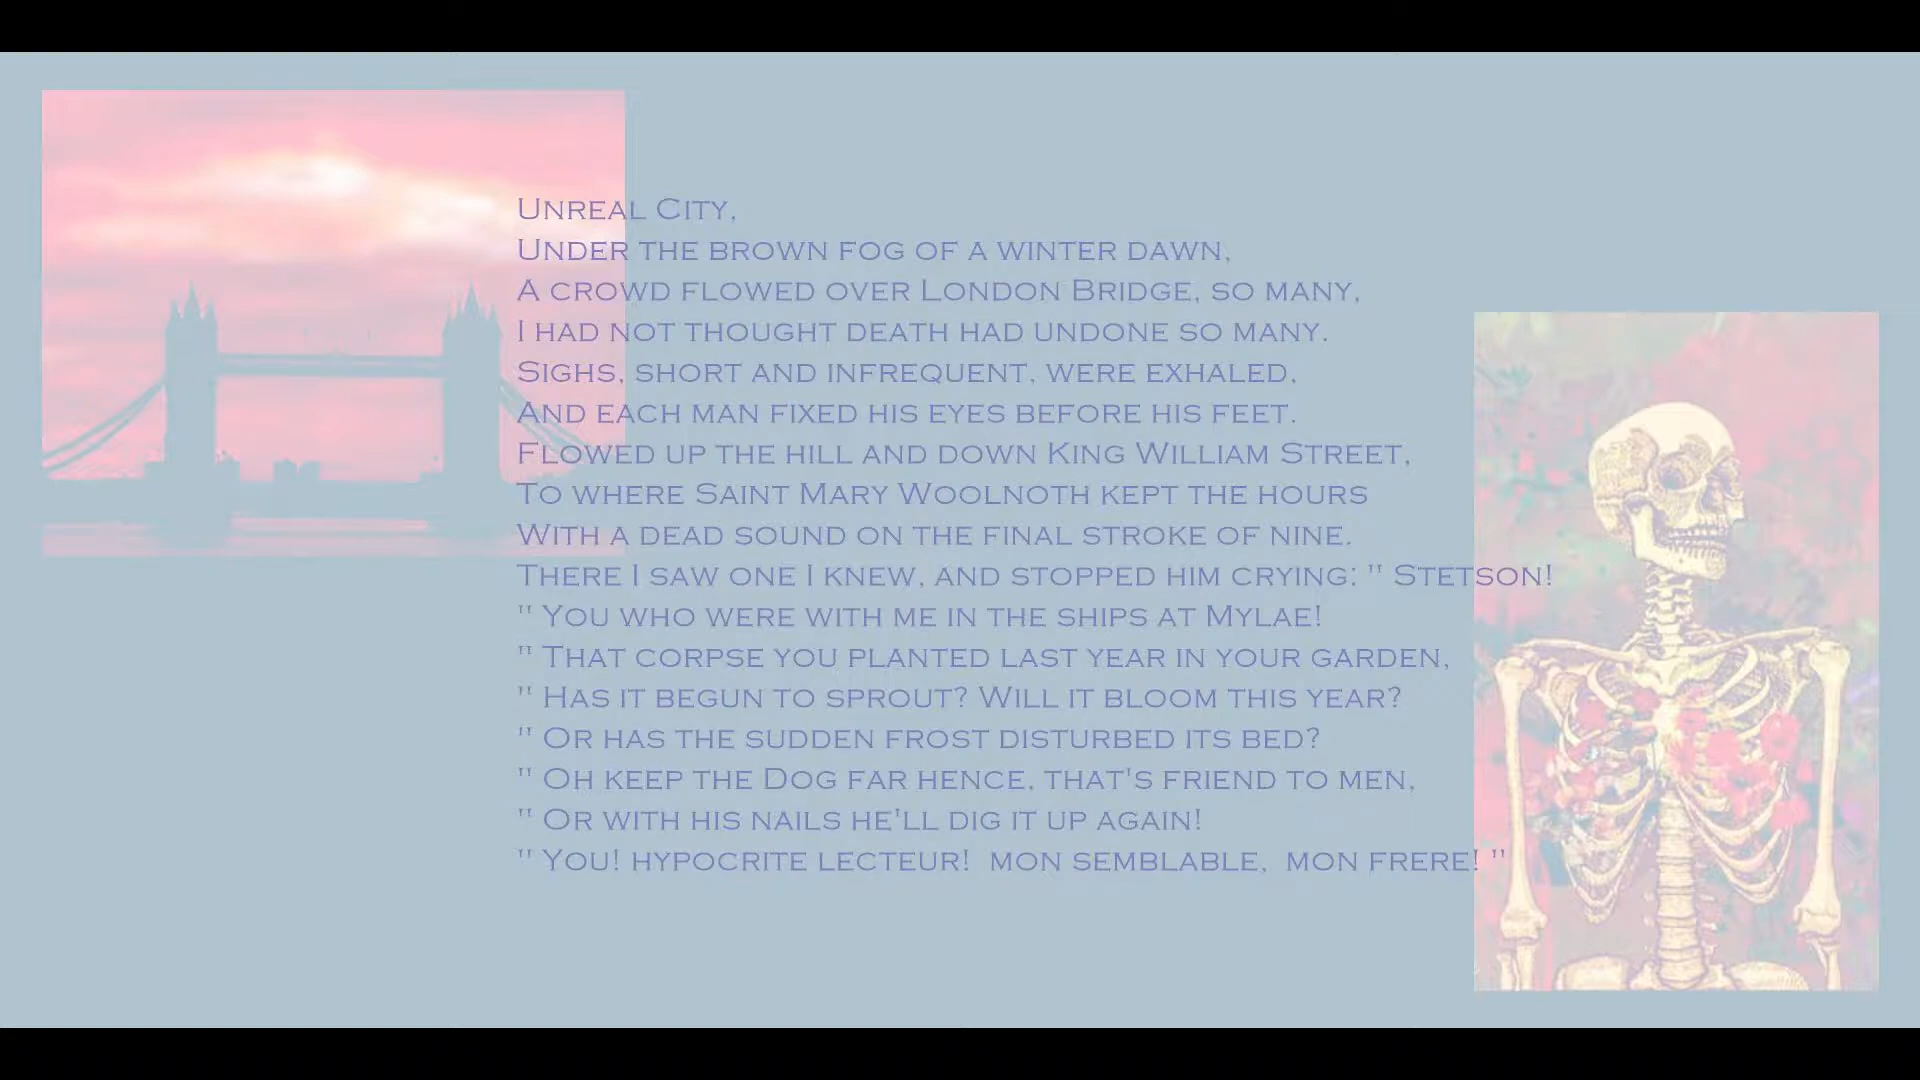 Unreal City,
Under the brown fog of a winter dawn,
A crowd flowed over London Bridge, so many,
I had not thought death had undone so many.
Sighs, short and infrequent, were exhaled,
And each man fixed his eyes before his feet.
Flowed up the hill and down King William Street,
To where Saint Mary Woolnoth kept the hours
With a dead sound on the final stroke of nine.
There I saw one I knew, and stopped him crying: " Stetson!
" You who were with me in the ships at Mylae!
" That corpse you planted last year in your garden,
" Has it begun to sprout? Will it bloom this year?
" Or has the sudden frost disturbed its bed?
" Oh keep the Dog far hence, that's friend to men,
" Or with his nails he'll dig it up again!
" You! hypocrite lecteur!  mon semblable,  mon frere! "